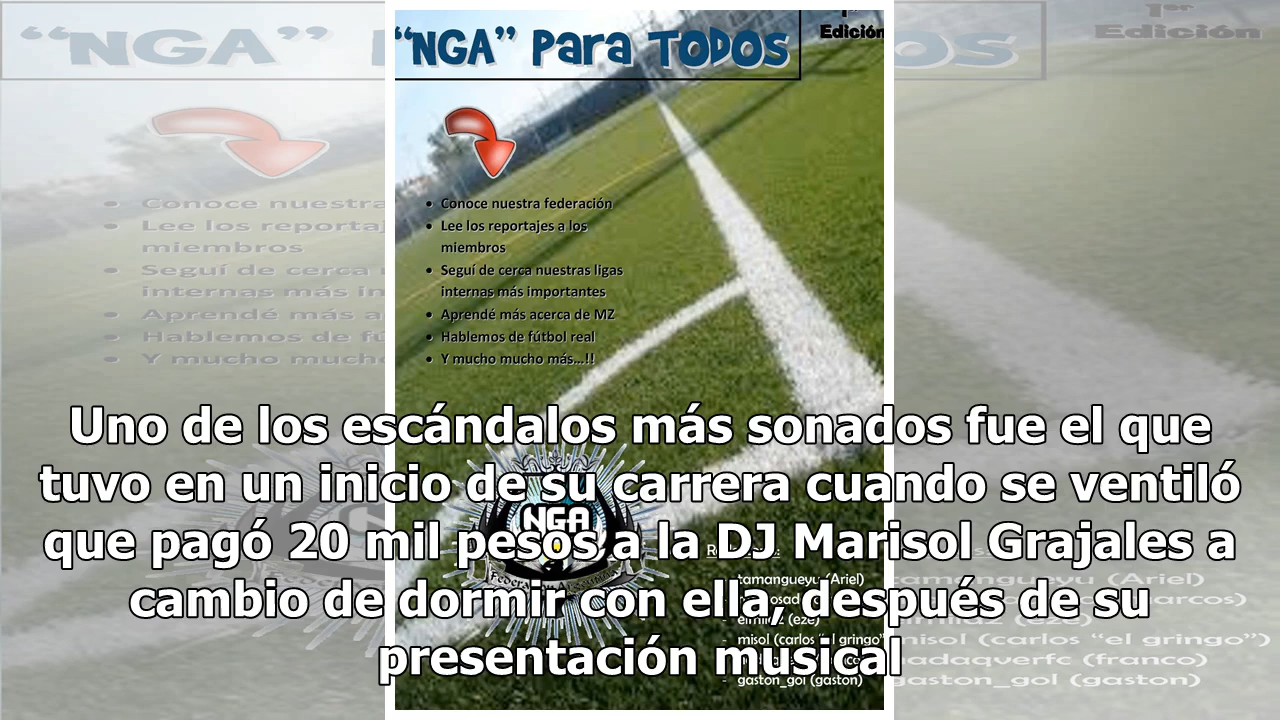 “NGA” Para TODOS
1ra
Edición
Conoce nuestra federación
Lee los reportajes a los
miembros
Seguí de cerca nuestras ligas
internas más importantes
Aprendé más acerca de MZ
Hablemos de fútbol real
Y mucho mucho más...!!
Uno de los escándalos más sonados fue el que
tuvo en un inicio de su carrera cuando se ventiló
que pagó 20 mil pesos a la DJ Marisol Grajales a
cambio de dormir con ella, después de su
presentación musical
NGA
tamangueyu (Ariel)
misol (carlos “el gringo”)
gaston_gol (gaston)